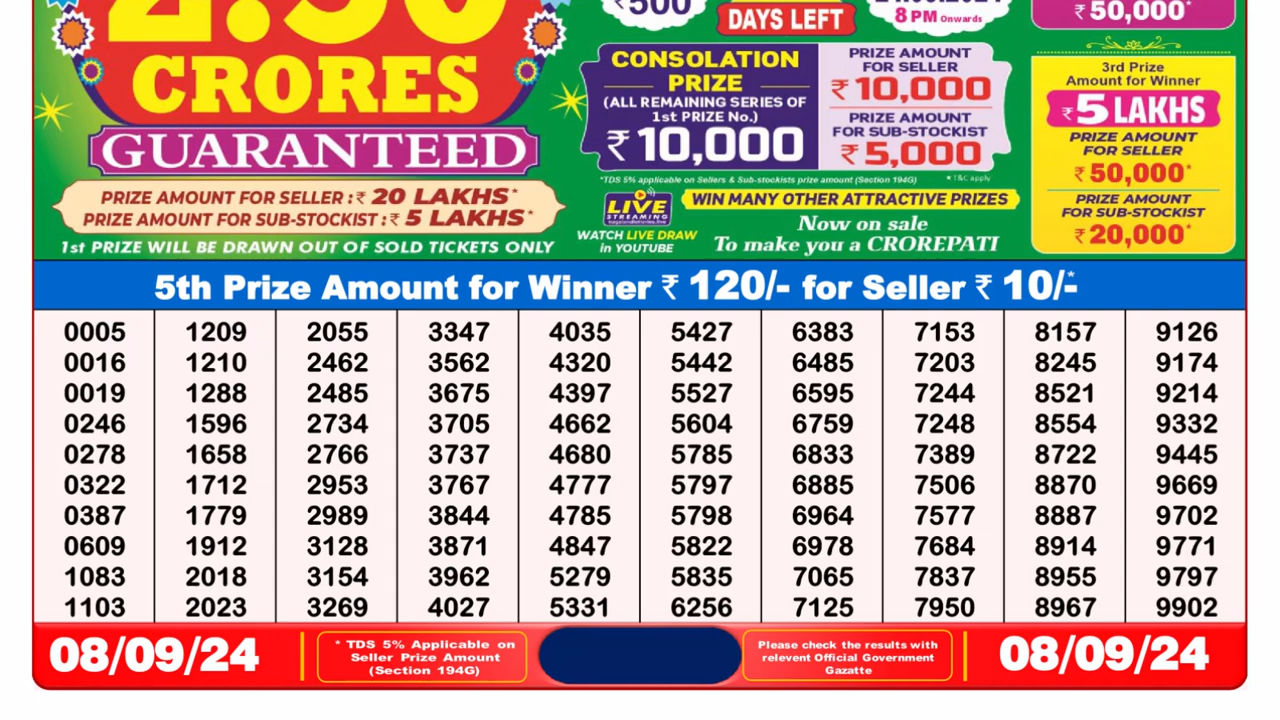 2.50
CRORES
GUARANTEED
PRIZE AMOUNT FOR SELLER :₹ 20 LAKHS*
PRIZE AMOUNT FOR SUB-STOCKIST :₹ 5 LAKHS*
1st PRIZE WILL BE DRAWN OUT OF SOLD TICKETS ONLY
₹500
DAYS LEFT
8 PM Onwards
CONSOLATION
PRIZE
(ALL REMAINING SERIES OF
1st PRIZE No.)
₹ 10,000
PRIZE AMOUNT
FOR SELLER
₹ 10,000
PRIZE AMOUNT
FOR SUB-STOCKIST
₹ 5,000
*TDS 5% applicable on Sellers & Sub-stockists prize amount (Section 194G)
* T&C apply
LIVE
STREAMING
WATCH LIVE DRAW
in YOUTUBE
WIN MANY OTHER ATTRACTIVE PRIZES
Now on sale
To make you a CROREPATI
₹ 50,000*
3rd Prize
Amount for Winner
₹ 5 LAKHS
PRIZE AMOUNT
FOR SELLER
₹ 50,000*
PRIZE AMOUNT
FOR SUB-STOCKIST
₹ 20,000*
5th Prize Amount for Winner ₹ 120/- for Seller ₹ 10/-*
0005 1209 2055 3347 4035 5427 6383 7153 8157 9126
0016 1210 2462 3562 4320 5442 6485 7203 8245 9174
0019 1288 2485 3675 4397 5527 6595 7244 8521 9214
0246 1596 2734 3705 4662 5604 6759 7248 8554 9332
0278 1658 2766 3737 4680 5785 6833 7389 8722 9445
0322 1712 2953 3767 4777 5797 6885 7506 8870 9669
0387 1779 2989 3844 4785 5798 6964 7577 8887 9702
0609 1912 3128 3871 4847 5822 6978 7684 8914 9771
1083 2018 3154 3962 5279 5835 7065 7837 8955 9797
1103 2023 3269 4027 5331 6256 7125 7950 8967 9902
08/09/24
* TDS 5% Applicable on
Seller Prize Amount
(Section 194G)
Please check the results with
relevent Official Government
Gazatte
08/09/24